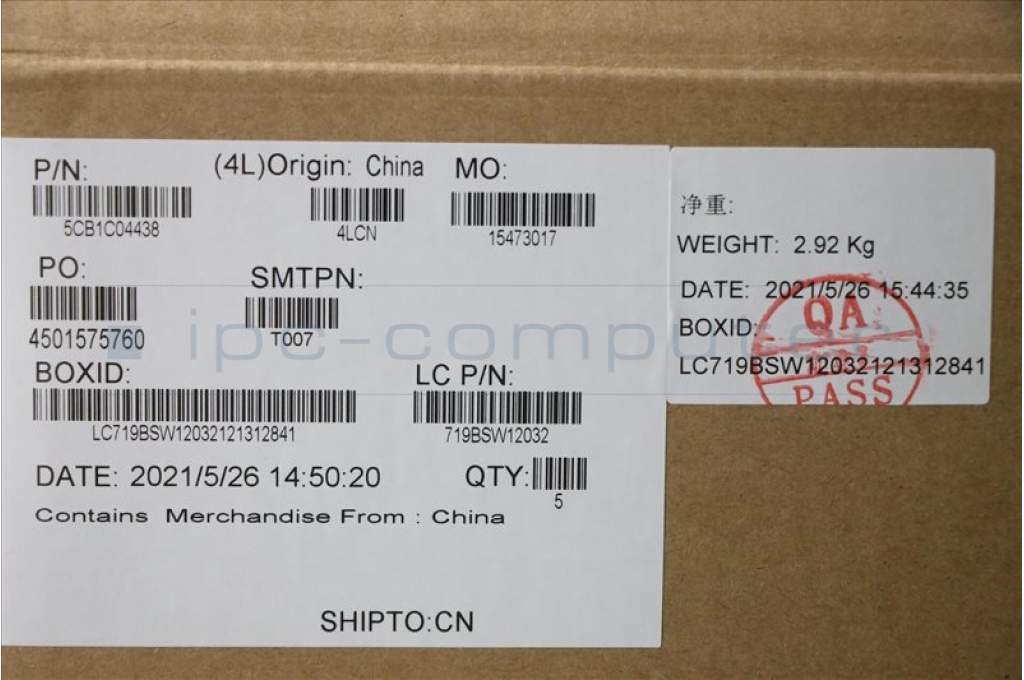 P/N:
5CB1C04438
(4L)Origin: China
4LCN
MO:
15473017
PO:
4501575760
SMTPN:
T007
BOXID:
LC719BSW12032121312841
LC P/N:
719BSW12032
DATE: 2021/5/26 14:50:20
QTY:
5
Contains Merchandise From : China
SHIPTO:CN
净重:
WEIGHT: 2.92 Kg
DATE: 2021/5/26 15:44:35
BOXID:
LC719BSW12032121312841
QA
PASS
ipc-computer